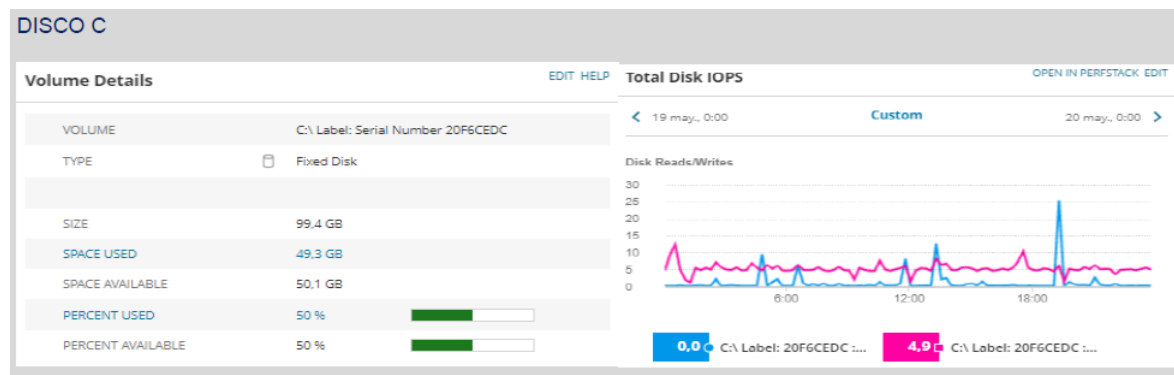 DISCO C
Volume Details
EDIT HELP
VOLUME C:\ Label: Serial Number 20F6CEDC
TYPE Fixed Disk
SIZE 99,4 GB
SPACE USED 49,3 GB
SPACE AVAILABLE 50,1 GB
PERCENT USED 50 %
PERCENT AVAILABLE 50 %
Total Disk IOPS
OPEN IN PERFSTACK EDIT
19 may., 0:00 Custom 20 may., 0:00
Disk Reads/Writes
30
25
20
15
10
5
0
6:00 12:00 18:00
0,0 C:\ Label: 20F6CEDC :... 4,9 C:\ Label: 20F6CEDC :...